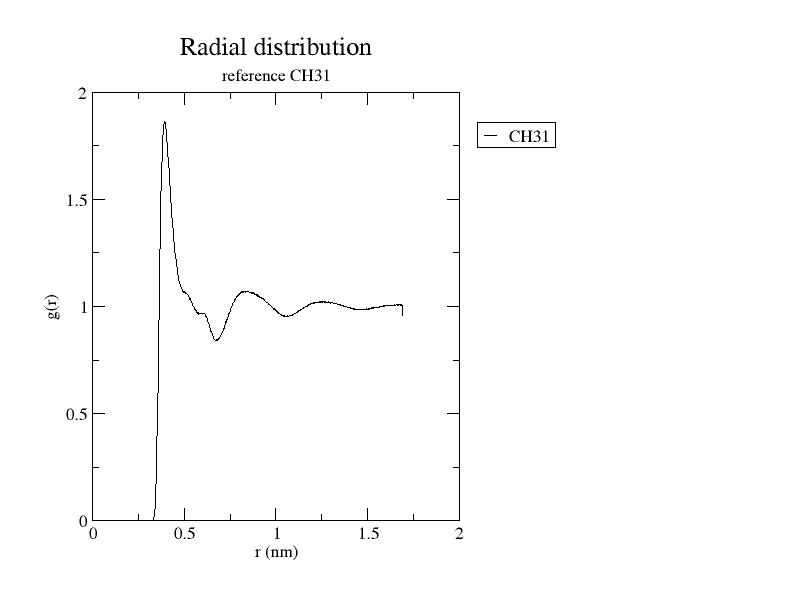 Radial distribution
reference CH31
2
CH31
1.5
g(r)
1
0.5
0
0 0.5 1 1.5 2
r (nm)